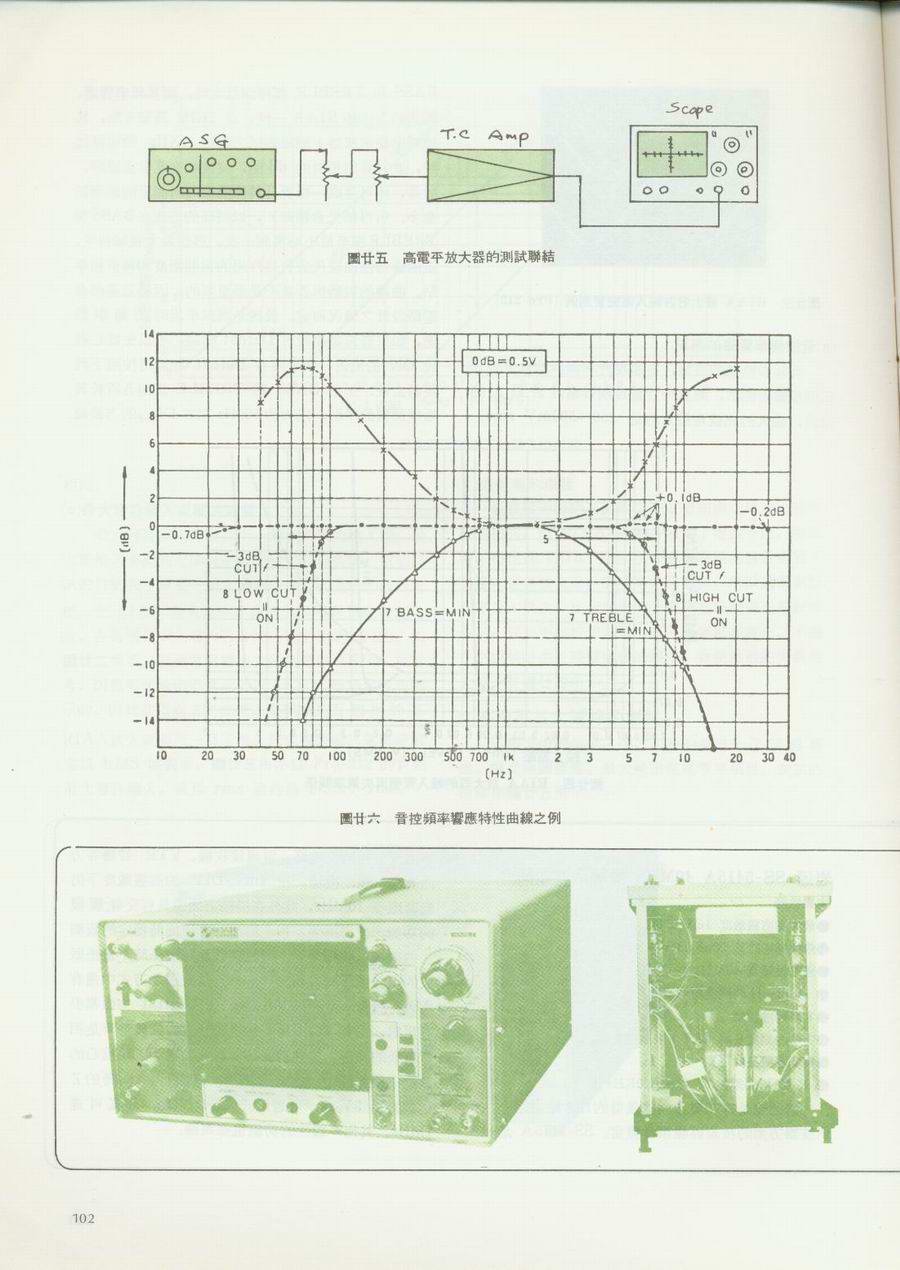 ASG
T.C Amp
Scope
圖廿五 高電平放大器的測試聯結
14
12
10
8
6
4
2
0
−2
−4
−6
−8
−10
−12
−14
(dB)
0dB=0.5V
+0.1dB
−0.2dB
−0.7dB
−3dB
CUT
8 LOW CUT
=
ON
7 BASS=MIN
5
7 TREBLE
=MIN
−3dB
CUT
8 HIGH CUT
=
ON
10 20 30 50 70 100 200 300 500 700 1k 2 3 5 7 10 20 30 40
(Hz)
圖廿六 音控頻率響應特性曲線之例
102